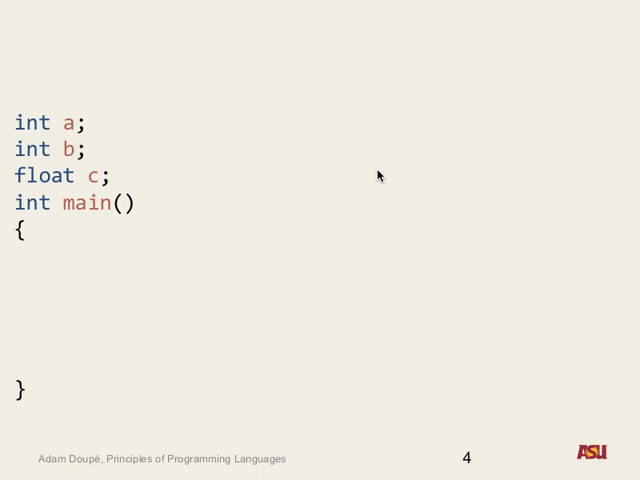 int a;
int b;
float c;
int main()
{
}
Adam Doupé, Principles of Programming Languages
4
ASU